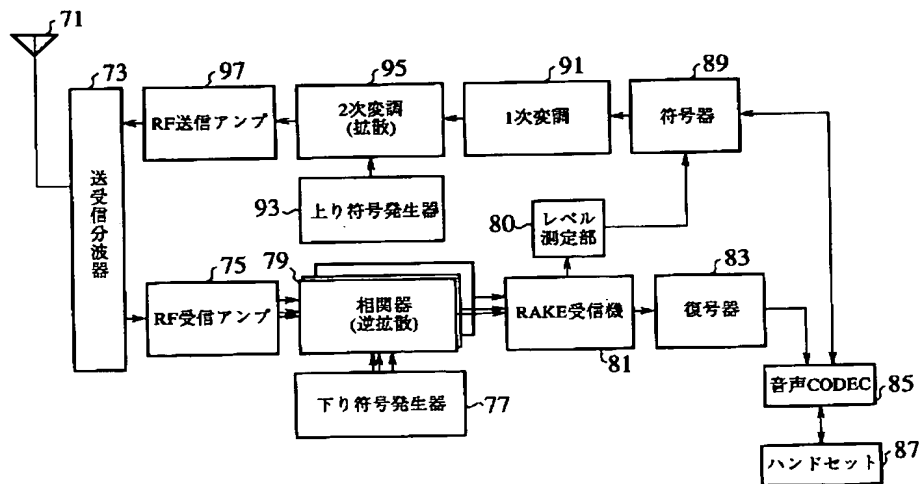 71
73
97
95
91
89
RF送信アンプ
2次変調
(拡散)
1次変調
符号器
送受信分波器
93
上り符号発生器
80
レベル
測定部
75
79
83
RF受信アンプ
相関器
(逆拡散)
RAKE受信機
復号器
81
下り符号発生器
77
音声CODEC
85
ハンドセット
87